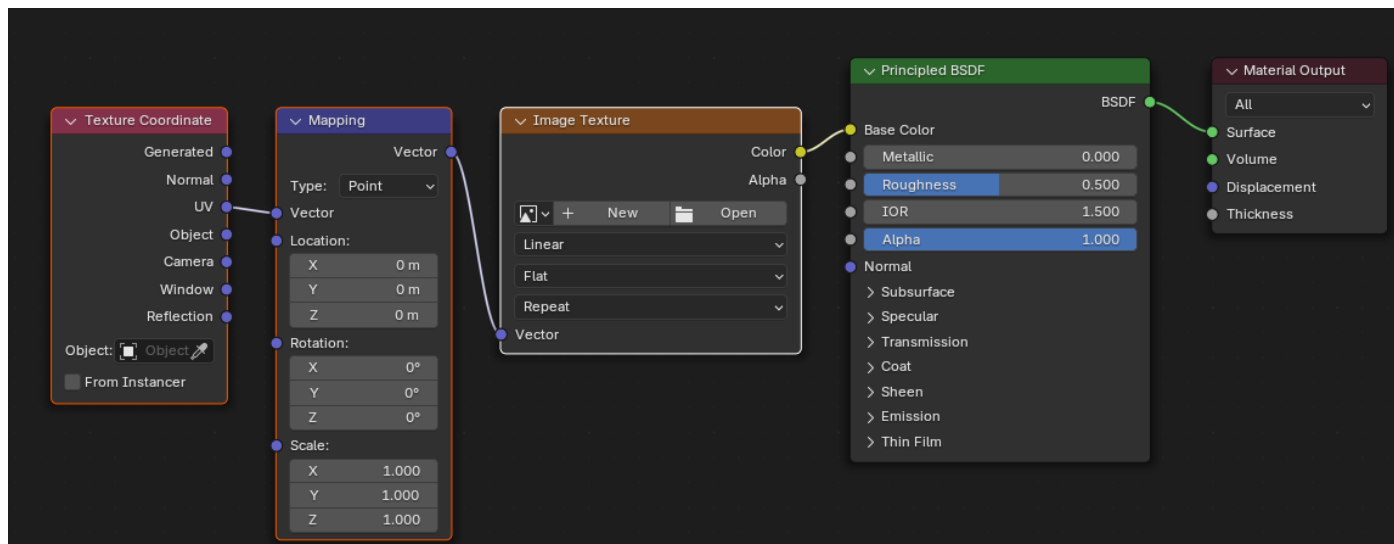 Texture Coordinate
Generated
Normal
UV
Object
Camera
Window
Reflection
Object: Object
From Instancer
Mapping
Vector
Type: Point
Vector
Location:
X 0 m
Y 0 m
Z 0 m
Rotation:
X 0°
Y 0°
Z 0°
Scale:
X 1.000
Y 1.000
Z 1.000
Image Texture
Color
Alpha
+ New Open
Linear
Flat
Repeat
Vector
Principled BSDF
BSDF
Base Color
Metallic 0.000
Roughness 0.500
IOR 1.500
Alpha 1.000
Normal
Subsurface
Specular
Transmission
Coat
Sheen
Emission
Thin Film
Material Output
All
Surface
Volume
Displacement
Thickness